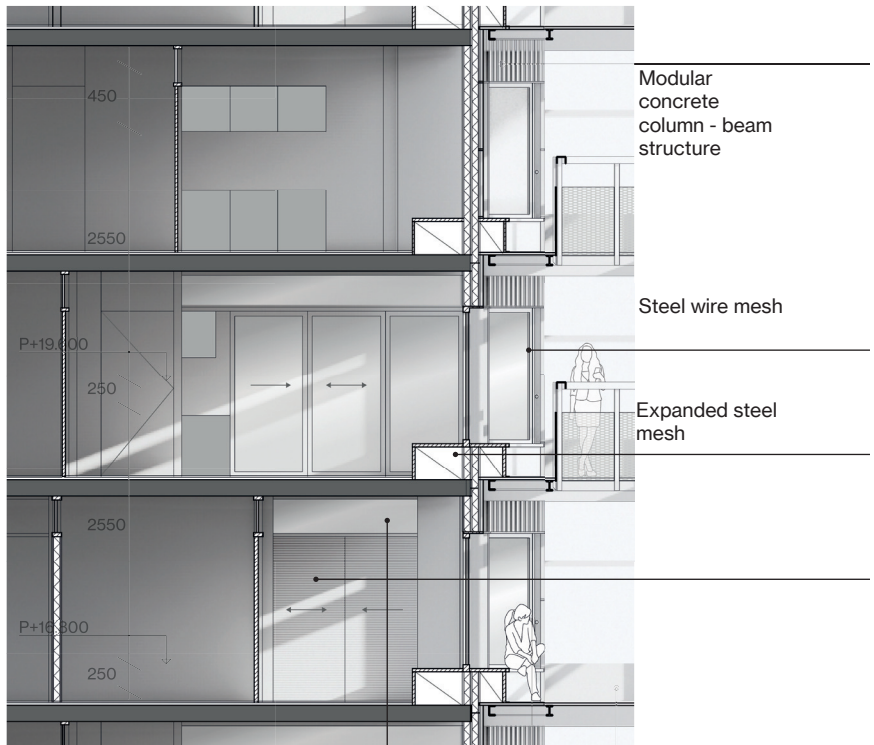 450
Modular
concrete
column - beam
structure
2550
Steel wire mesh
P+19.600
250
Expanded steel
mesh
2550
P+16.800
250